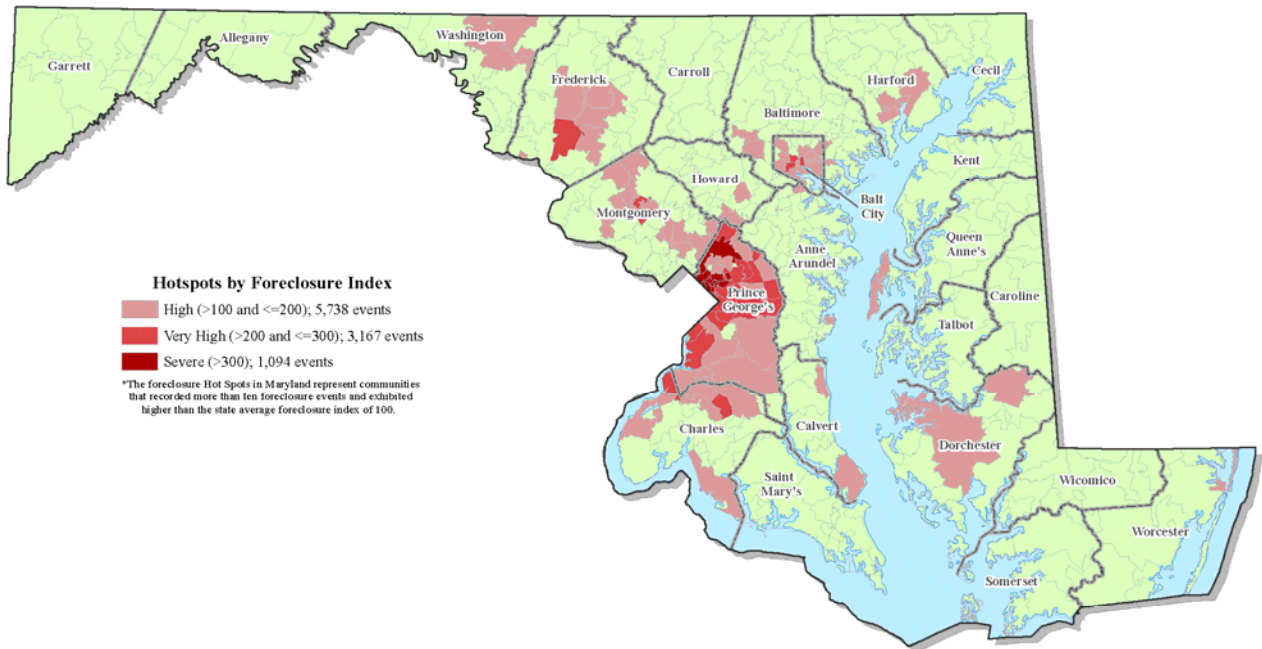 Garrett
Allegany
Washington
Frederick
Carroll
Baltimore
Harford
Cecil
Kent
Howard
Montgomery
Balt
City
Anne
Arundel
Queen
Anne's
Prince
George's
Caroline
Talbot
Hotspots by Foreclosure Index
High (>100 and <=200); 5,738 events
Very High (>200 and <=300); 3,167 events
Severe (>300); 1,094 events
*The foreclosure Hot Spots in Maryland represent communities
that recorded more than ten foreclosure events and exhibited
higher than the state average foreclosure index of 100.
Charles
Calvert
Dorchester
Saint
Mary's
Wicomico
Worcester
Somerset